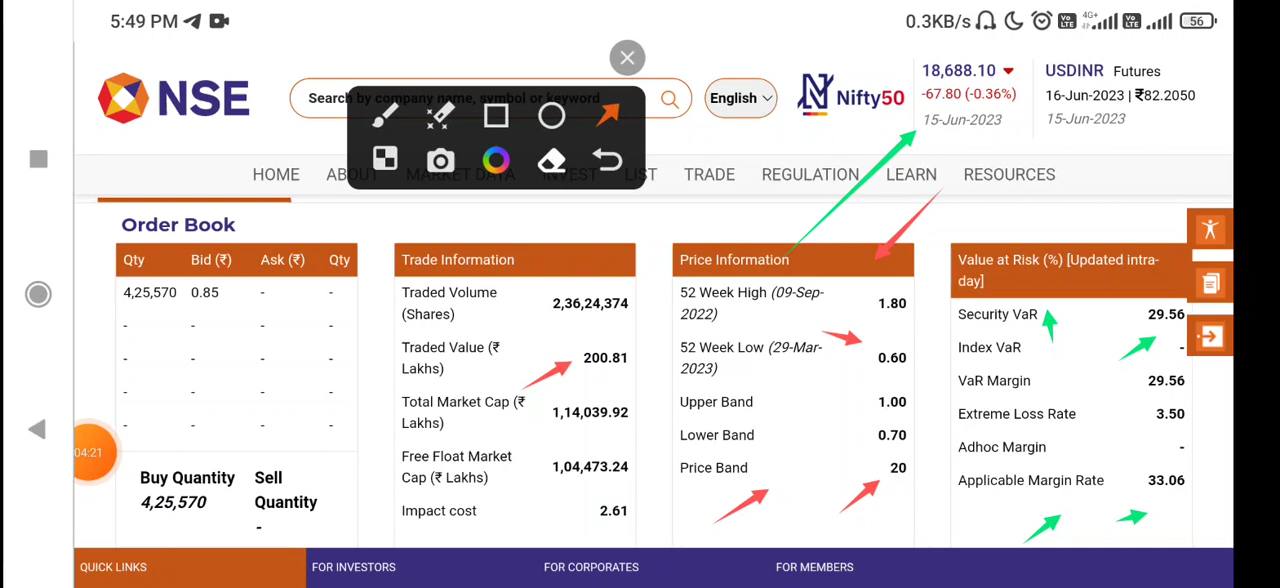 5:49 PM
0.3KB/s
4G+
Vo LTE
Vo LTE
56
NSE
Search by company name, symbol or keyword
English
Nifty50
18,688.10
-67.80 (-0.36%)
15-Jun-2023
USDINR Futures
16-Jun-2023 | ₹82.2050
15-Jun-2023
HOME ABOUT MARKET DATA INVEST LIST TRADE REGULATION LEARN RESOURCES
Order Book
Qty Bid (₹) Ask (₹) Qty
4,25,570 0.85 - -
- - - -
- - - -
- - - -
- - - -
Buy Quantity
4,25,570
Sell
Quantity
-
Trade Information
Traded Volume
(Shares) 2,36,24,374
Traded Value (₹
Lakhs) 200.81
Total Market Cap (₹
Lakhs) 1,14,039.92
Free Float Market
Cap (₹ Lakhs) 1,04,473.24
Impact cost 2.61
Price Information
52 Week High (09-Sep-
2022) 1.80
52 Week Low (29-Mar-
2023) 0.60
Upper Band 1.00
Lower Band 0.70
Price Band 20
Value at Risk (%) [Updated intra-
day]
Security VaR 29.56
Index VaR -
VaR Margin 29.56
Extreme Loss Rate 3.50
Adhoc Margin -
Applicable Margin Rate 33.06
04:21
QUICK LINKS FOR INVESTORS FOR CORPORATES FOR MEMBERS